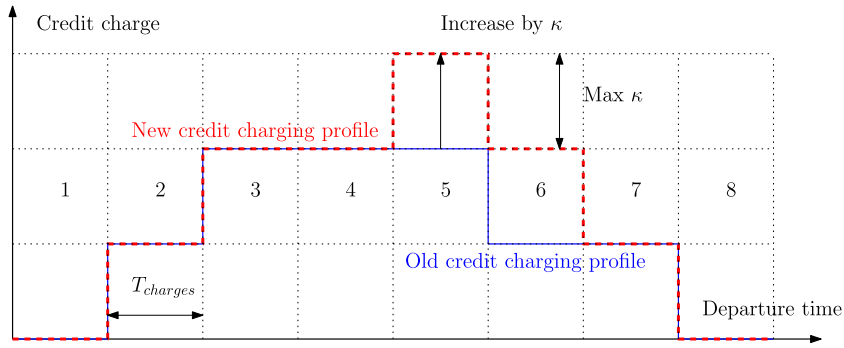 Credit charge
Increase by κ
Max κ
New credit charging profile
1 2 3 4 5 6 7 8
Old credit charging profile
T_charges
Departure time